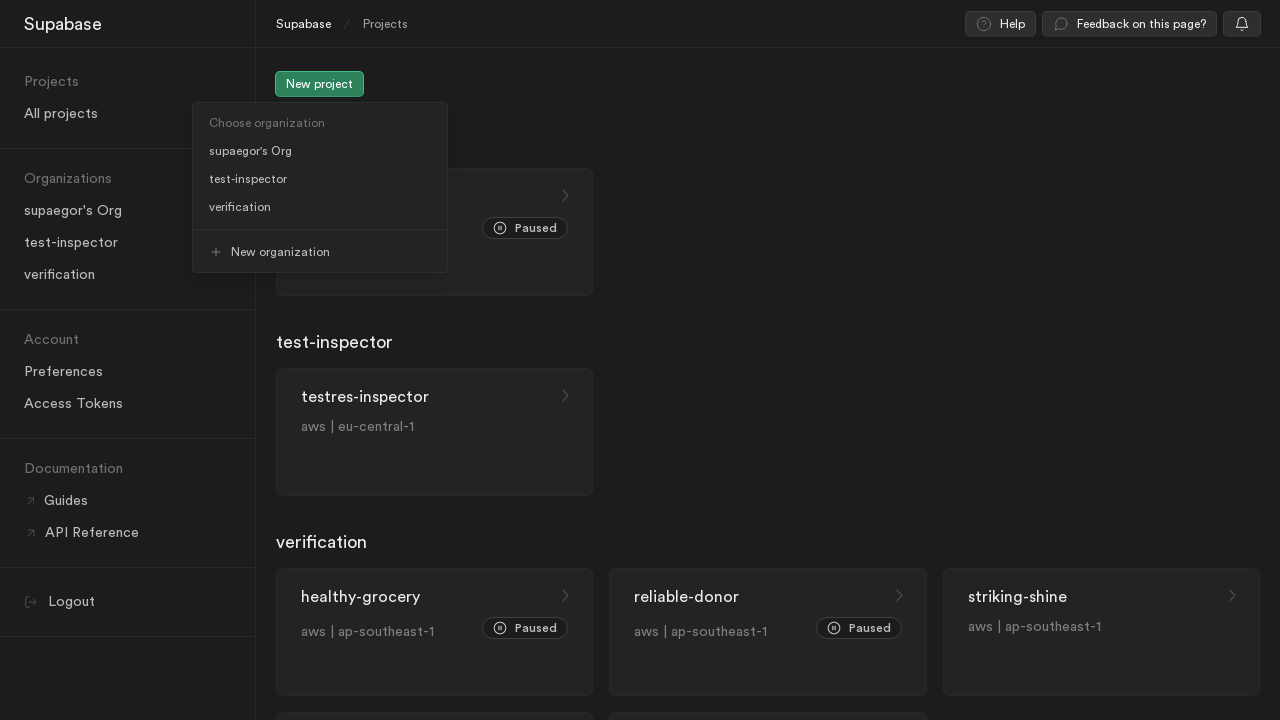 Supabase
Projects
All projects
Organizations
supaegor's Org
test-inspector
verification
Account
Preferences
Access Tokens
Documentation
Guides
API Reference
Logout
Supabase / Projects
Help
Feedback on this page?
New project
Choose organization
supaegor's Org
test-inspector
verification
New organization
Paused
test-inspector
testres-inspector
aws | eu-central-1
verification
healthy-grocery
aws | ap-southeast-1
Paused
reliable-donor
aws | ap-southeast-1
Paused
striking-shine
aws | ap-southeast-1